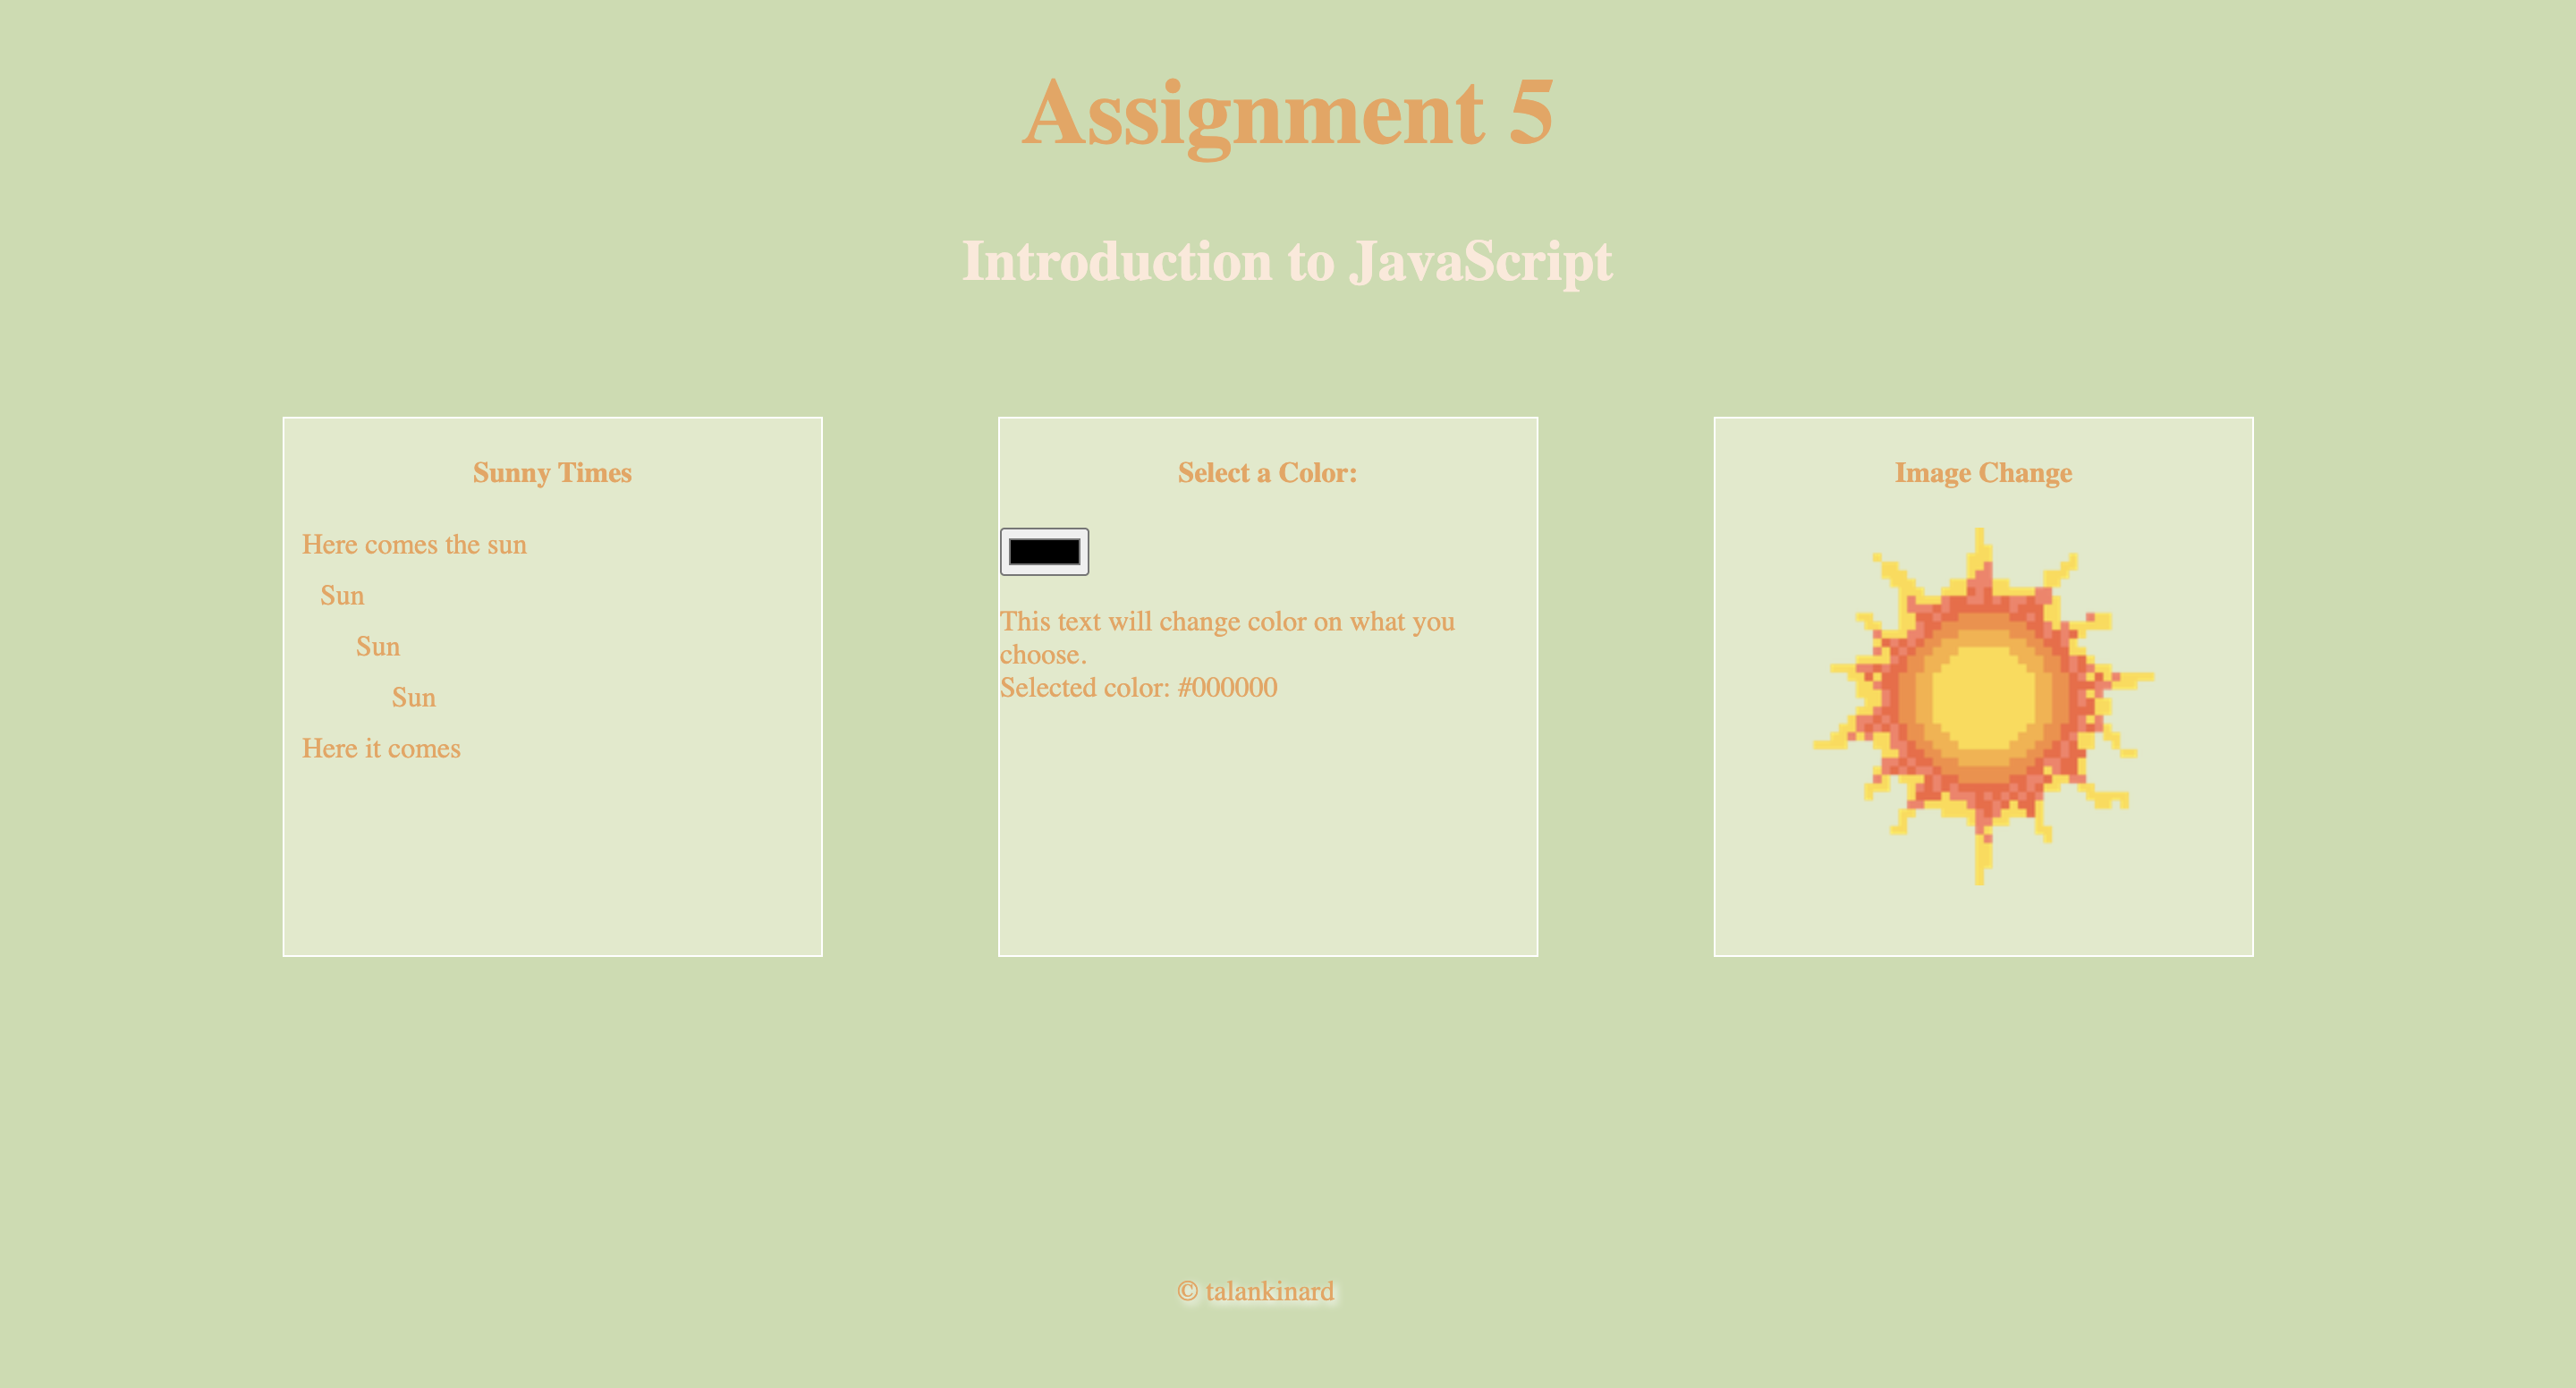 Assignment 5
Introduction to JavaScript
Sunny Times
Here comes the sun
Sun
Sun
Sun
Here it comes
Select a Color:
This text will change color on what you
choose.
Selected color: #000000
Image Change
© talankinard